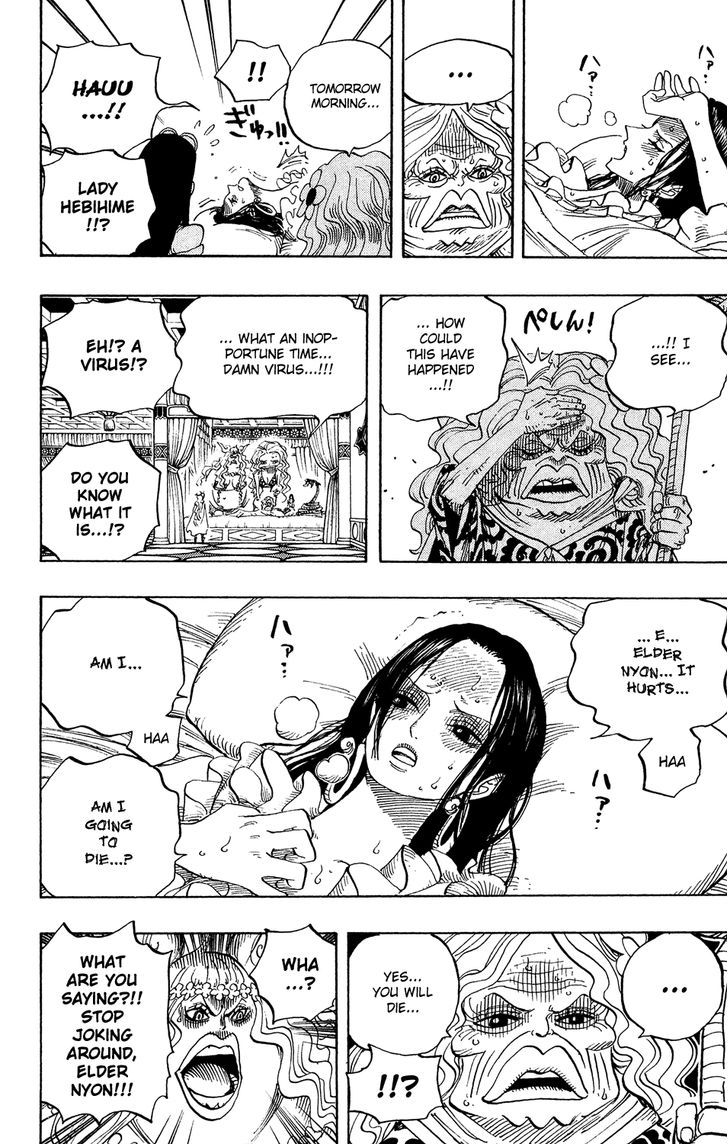 ハァ…
ハァ…
...
TOMORROW
MORNING...
!!
ぎゅっ!!
HAUU
...!!
LADY
HEBIHIME
!!?
...!! I
SEE...
ぺしん!
... HOW
COULD
THIS HAVE
HAPPENED
...!!
... WHAT AN INOP-
PORTUNE TIME...
DAMN VIRUS...!!!
EH!? A
VIRUS!?
DO YOU
KNOW
WHAT IT
IS...!?
... E...
ELDER
NYON... IT
HURTS...
HAA
ハァ…
ハァ…
AM I...
HAA
AM I
GOING
TO
DIE...?
...
YES...
YOU WILL
DIE...
!!?
WHA
...?
WHAT
ARE YOU
SAYING?!!
STOP
JOKING
AROUND,
ELDER
NYON!!!